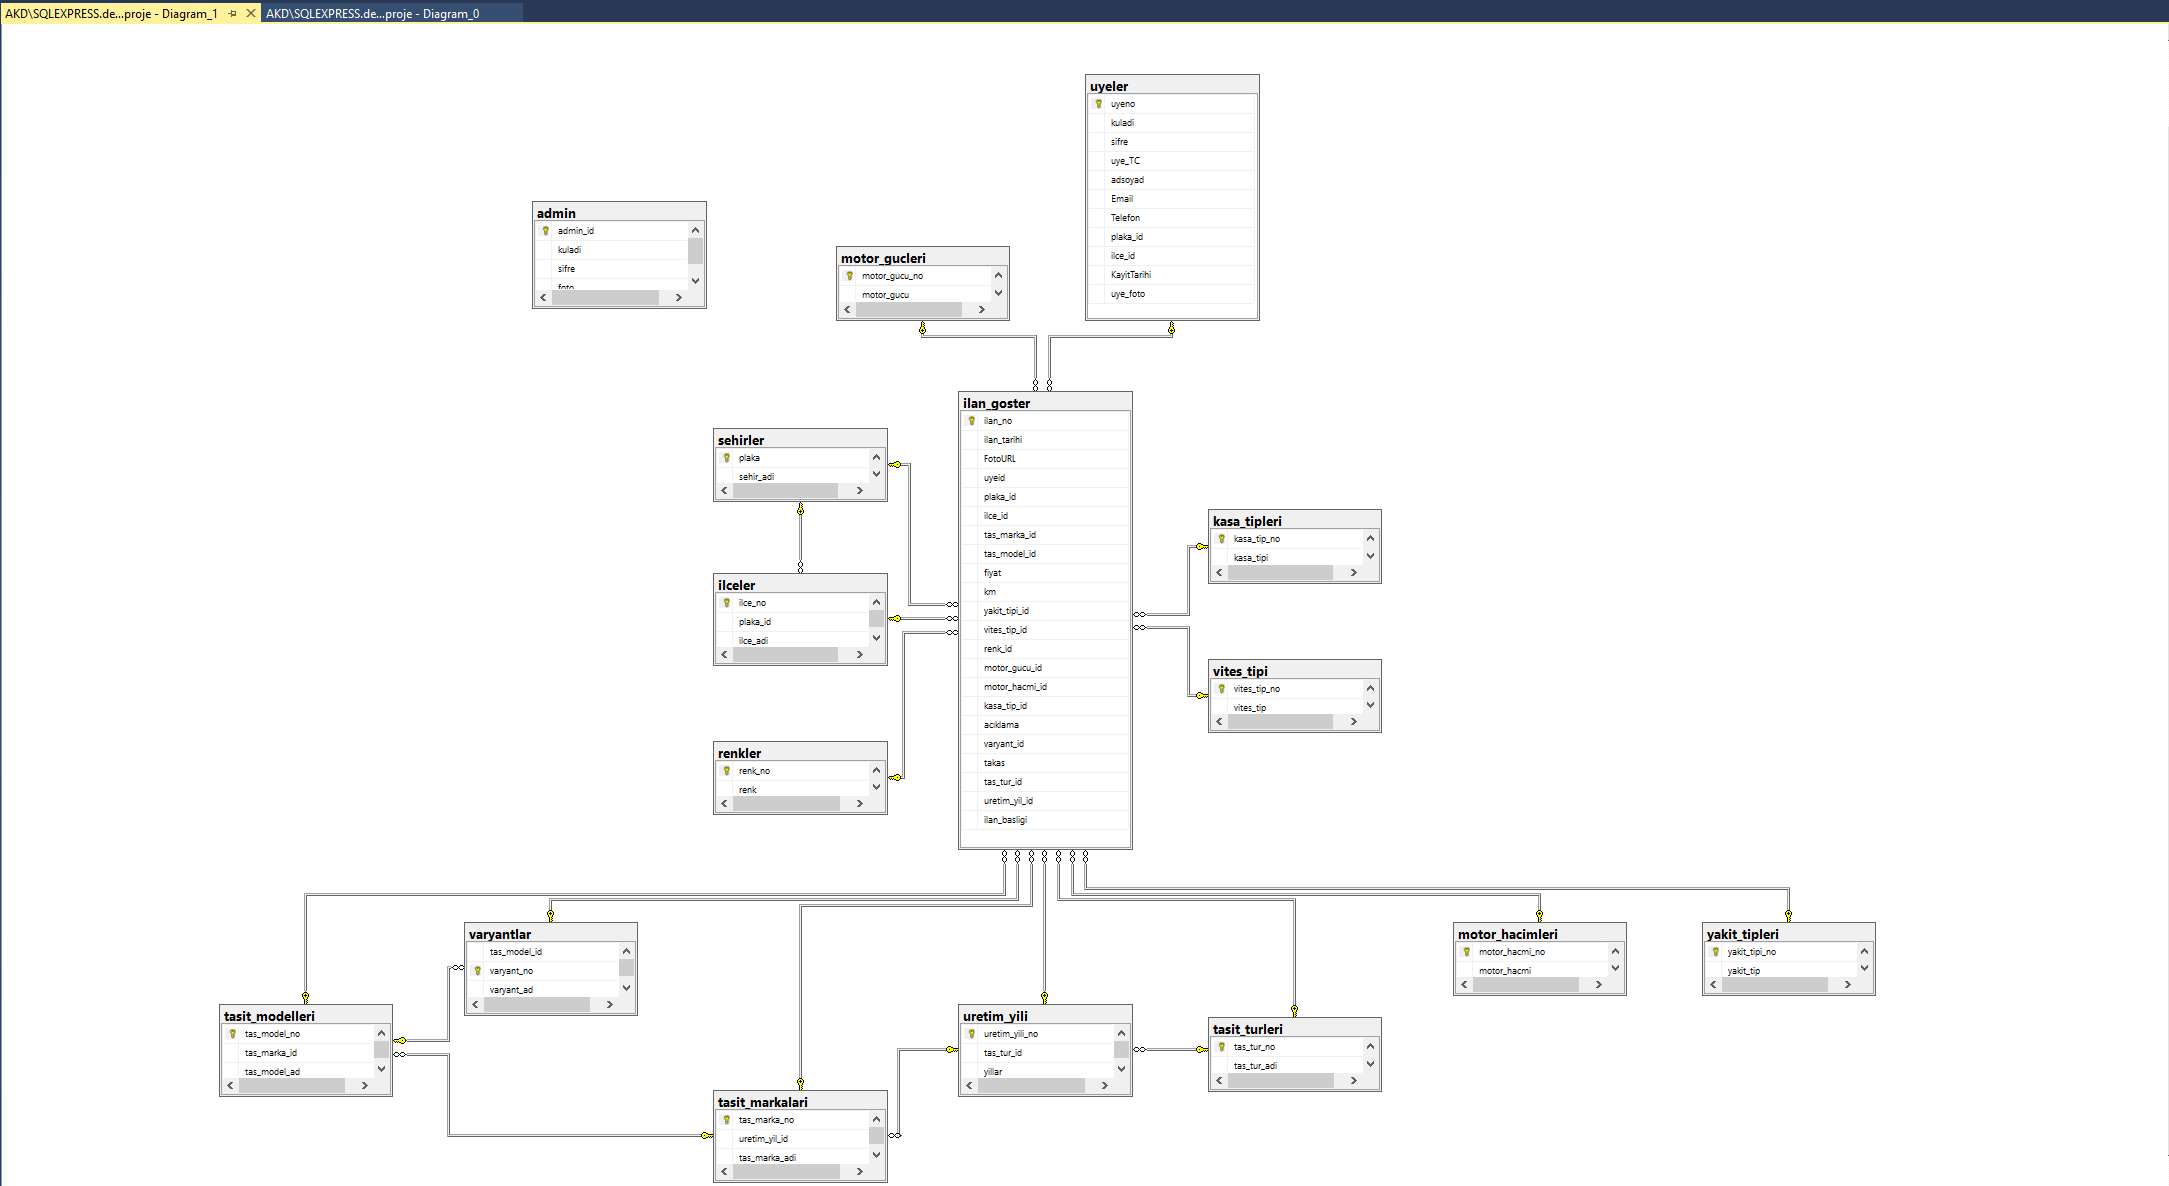 AKD\SQLEXPRESS.de...proje - Diagram_1
AKD\SQLEXPRESS.de...proje - Diagram_0
uyeler
uyeno
kuladi
sifre
uye_TC
adsoyad
Email
Telefon
plaka_id
ilce_id
KayitTarihi
uye_foto
admin
admin_id
kuladi
sifre
foto
motor_gucleri
motor_gucu_no
motor_gucu
ilan_goster
ilan_no
ilan_tarihi
FotoURL
uyeid
plaka_id
ilce_id
tas_marka_id
tas_model_id
fiyat
km
yakit_tipi_id
vites_tip_id
renk_id
motor_gucu_id
motor_hacmi_id
kasa_tip_id
acıklama
varyant_id
takas
tas_tur_id
uretim_yil_id
ilan_basligi
sehirler
plaka
sehir_adi
ilceler
ilce_no
plaka_id
ilce_adi
renkler
renk_no
renk
kasa_tipleri
kasa_tip_no
kasa_tipi
vites_tipi
vites_tip_no
vites_tip
varyantlar
tas_model_id
varyant_no
varyant_ad
motor_hacimleri
motor_hacmi_no
motor_hacmi
yakit_tipleri
yakit_tipi_no
yakit_tip
tasit_modelleri
tas_model_no
tas_marka_id
tas_model_ad
uretim_yili
uretim_yili_no
tas_tur_id
yillar
tasit_turleri
tas_tur_no
tas_tur_adi
tasit_markalari
tas_marka_no
uretim_yil_id
tas_marka_adi